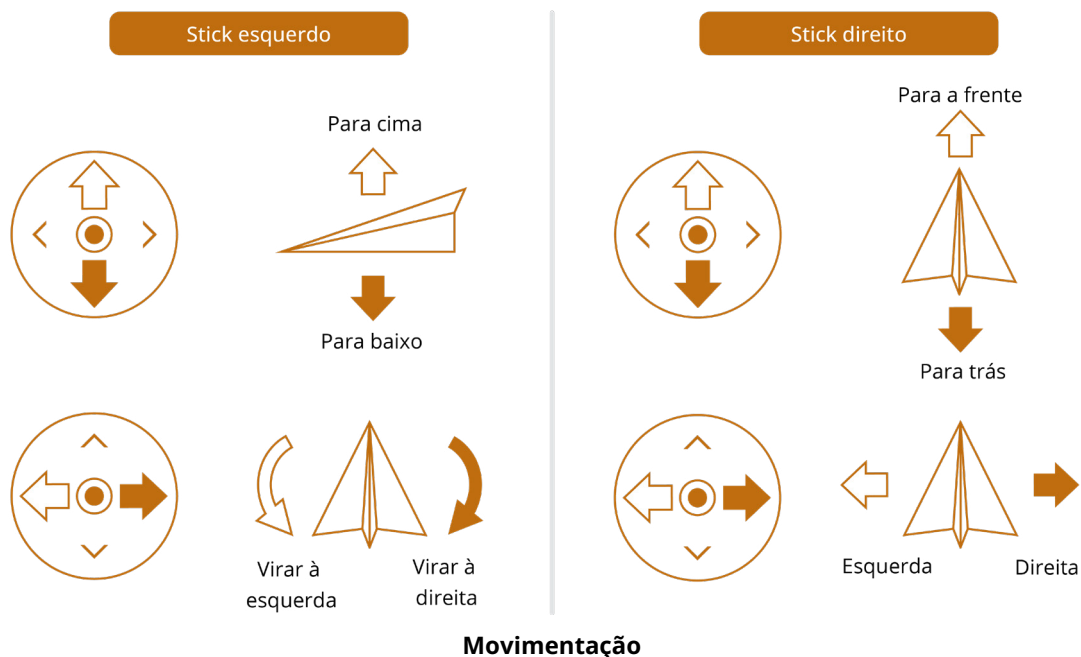 Stick esquerdo
Stick direito
Para cima
Para baixo
Para a frente
Para trás
Virar à
esquerda
Virar à
direita
Esquerda
Direita
Movimentação